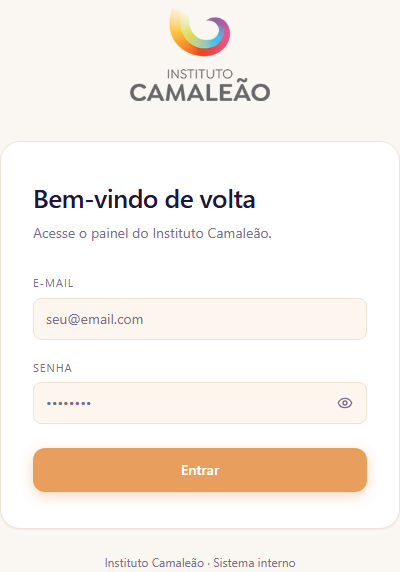 INSTITUTO
CAMALEÃO
Bem-vindo de volta
Acesse o painel do Instituto Camaleão.
E-MAIL
seu@email.com
SENHA
••••••••
Entrar
Instituto Camaleão · Sistema interno